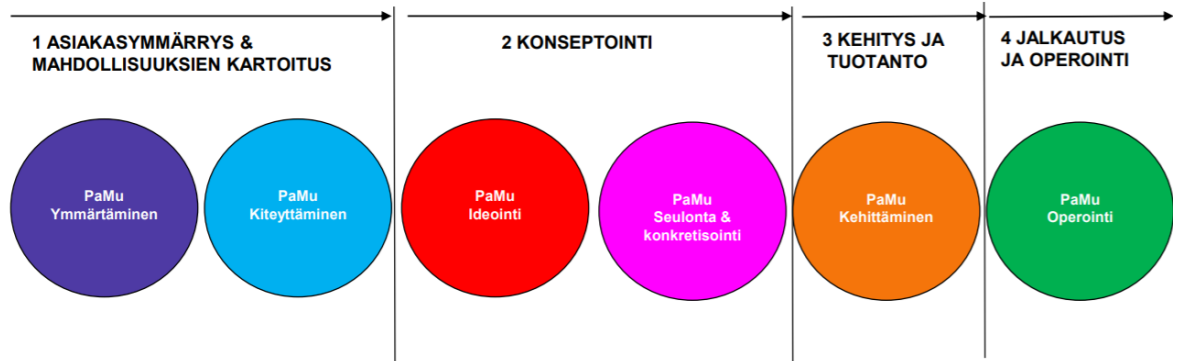 1 ASIAKASYMMÄRRYS &
MAHDOLLISUUKSIEN KARTOITUS
2 KONSEPTOINTI
3 KEHITYS JA
TUOTANTO
4 JALKAUTUS
JA OPEROINTI
PaMu
Ymmärtäminen
PaMu
Kiteyttäminen
PaMu
Ideointi
PaMu
Seulonta &
konkretisointi
PaMu
Kehittäminen
PaMu
Operointi